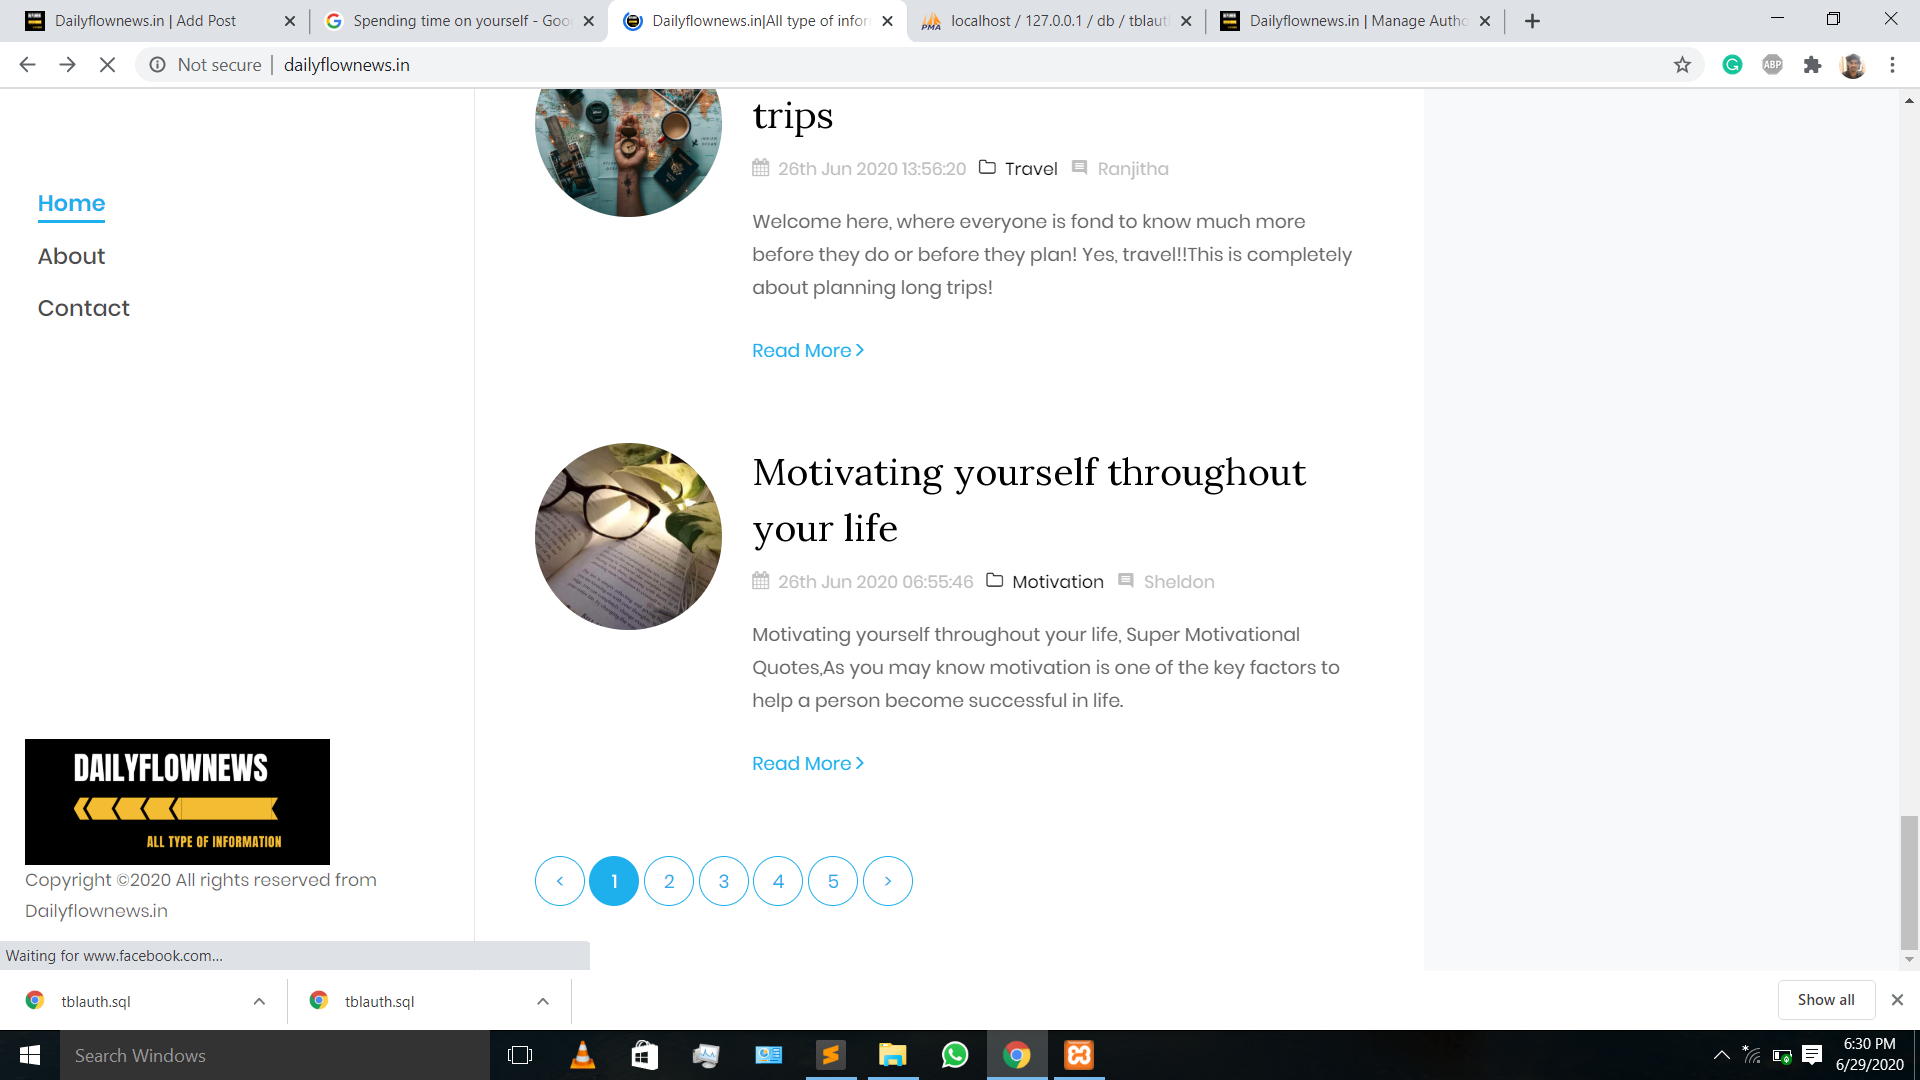 Dailyflownews.in | Add Post
Spending time on yourself - Goo
Dailyflownews.in|All type of infor
localhost / 127.0.0.1 / db / tblaut
Dailyflownews.in | Manage Autho
Not secure | dailyflownews.in
ABP
Home
About
Contact
DAILYFLOWNEWS
ALL TYPE OF INFORMATION
Copyright ©2020 All rights reserved from
Dailyflownews.in
trips
26th Jun 2020 13:56:20 Travel Ranjitha
Welcome here, where everyone is fond to know much more
before they do or before they plan! Yes, travel!!This is completely
about planning long trips!
Read More >
Motivating yourself throughout
your life
26th Jun 2020 06:55:46 Motivation Sheldon
Motivating yourself throughout your life, Super Motivational
Quotes,As you may know motivation is one of the key factors to
help a person become successful in life.
Read More >
< 1 2 3 4 5 >
Waiting for www.facebook.com...
tblauth.sql
tblauth.sql
Show all
Search Windows
6:30 PM
6/29/2020